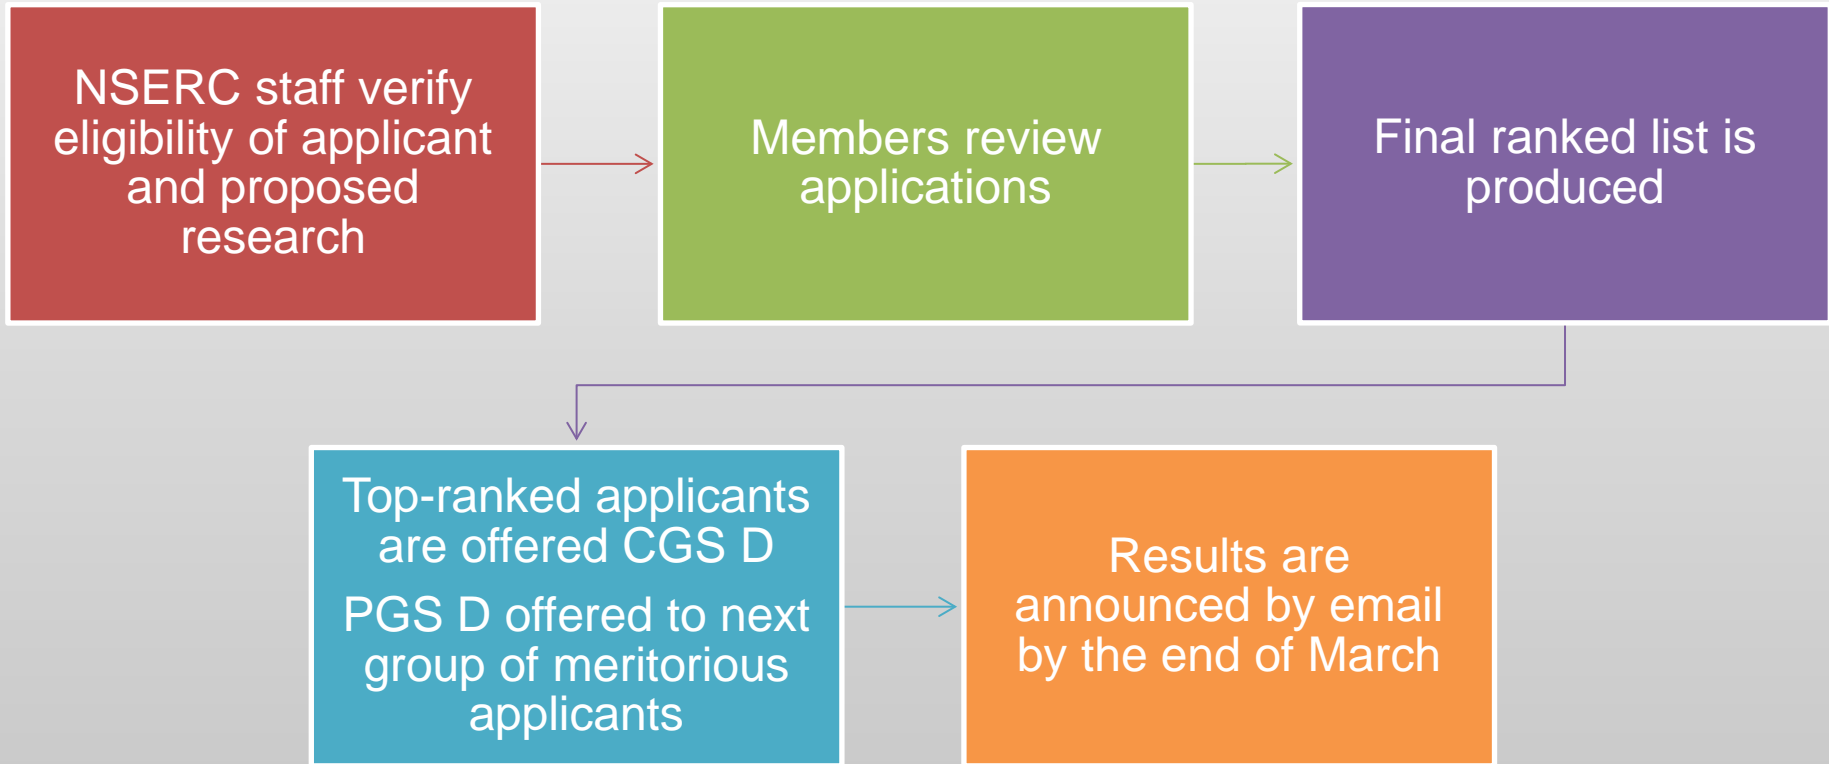 NSERC staff verify
eligibility of applicant
and proposed
research
Members review
applications
Final ranked list is
produced
Top-ranked applicants
are offered CGS D
PGS D offered to next
group of meritorious
applicants
Results are
announced by email
by the end of March